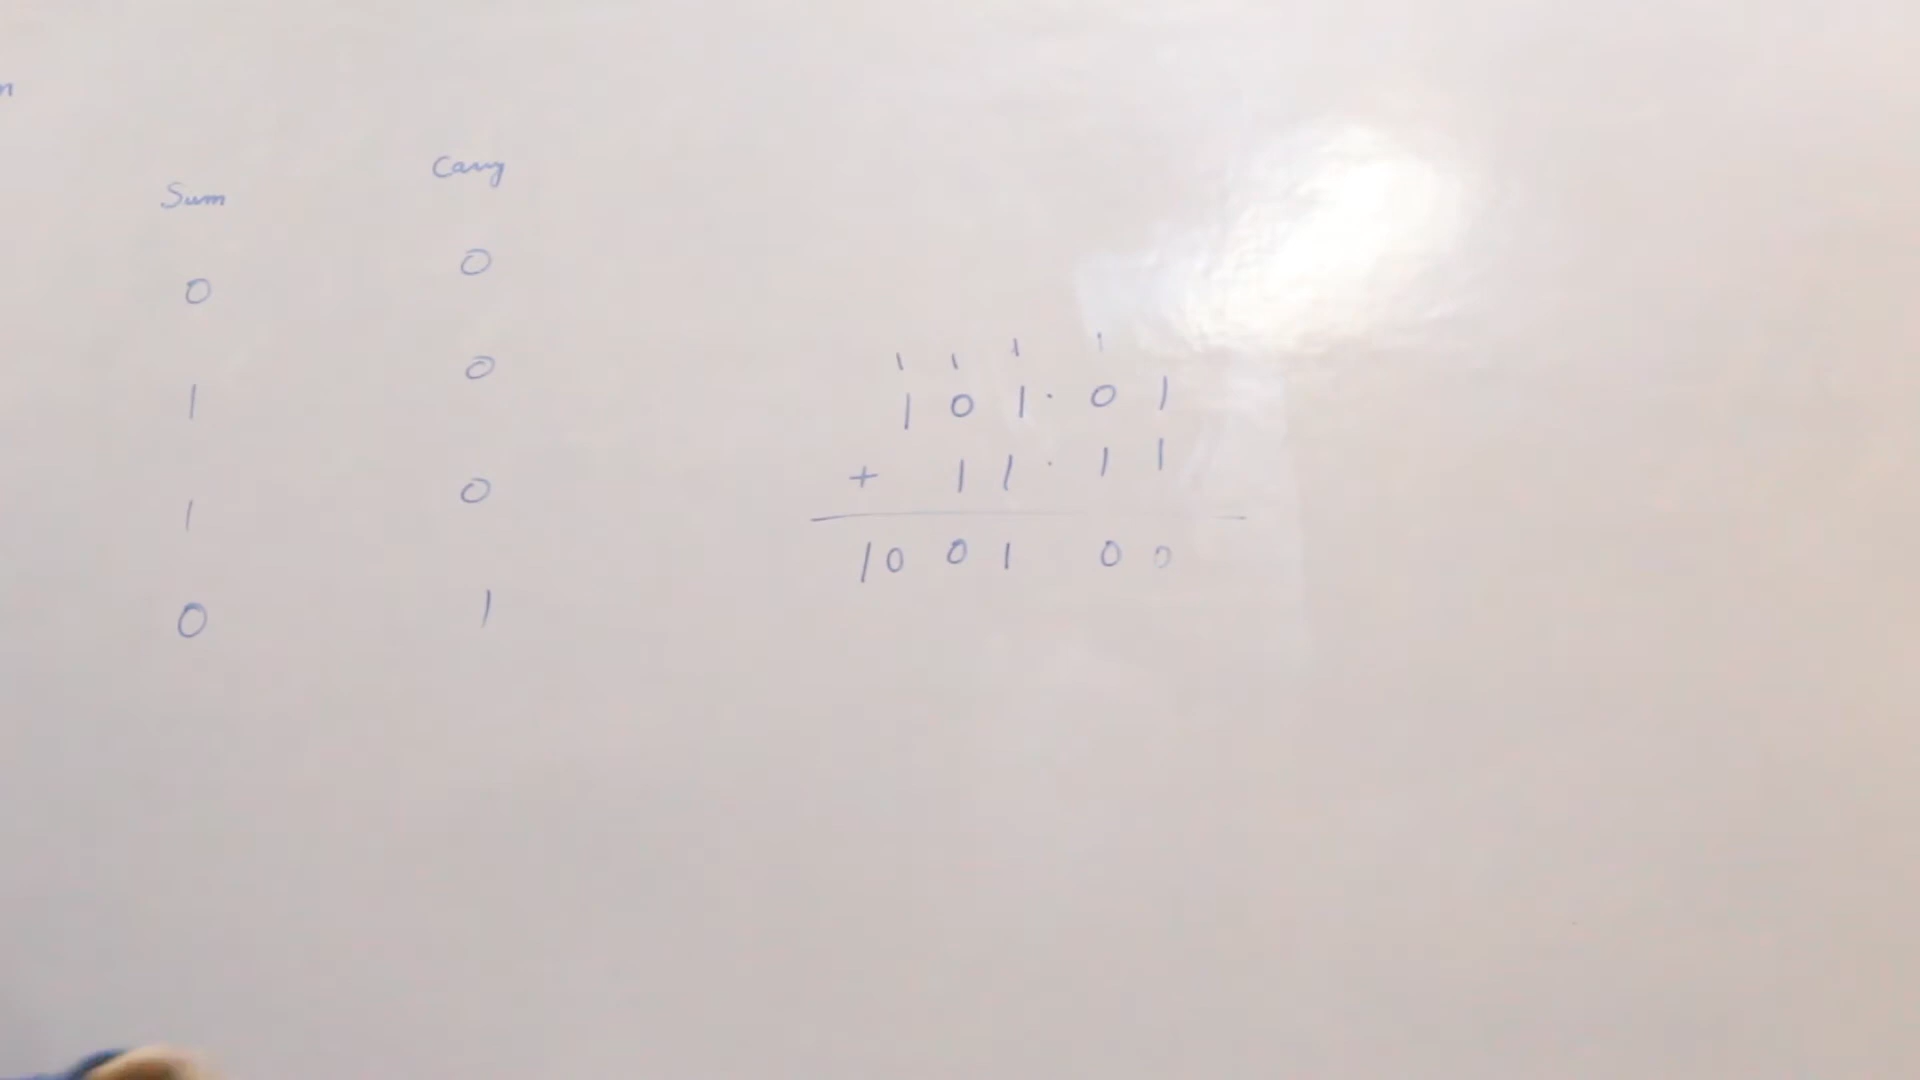 Sum Carry
0 0
1 0
1 0
0 1
1 1 1 1
1 0 1 . 0 1
+ 1 1 . 1 1
1 0 0 1 0 0